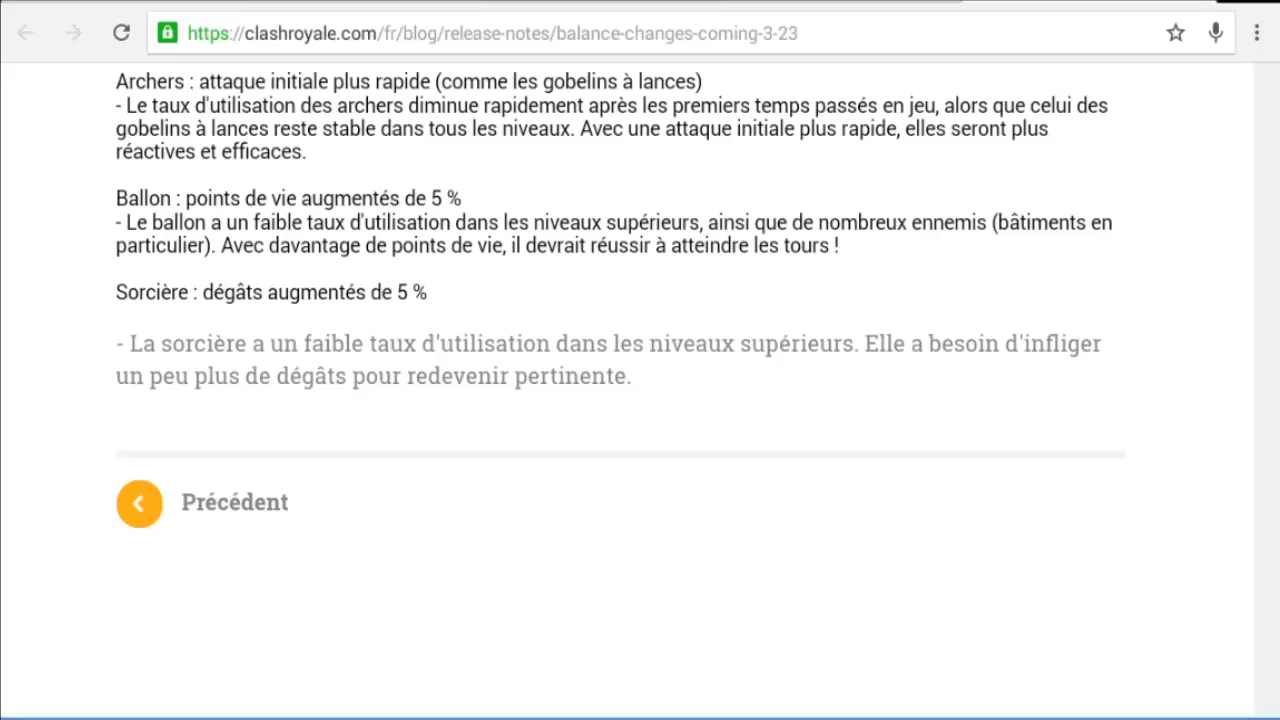 https://clashroyale.com/fr/blog/release-notes/balance-changes-coming-3-23
Archers : attaque initiale plus rapide (comme les gobelins à lances)
- Le taux d'utilisation des archers diminue rapidement après les premiers temps passés en jeu, alors que celui des
gobelins à lances reste stable dans tous les niveaux. Avec une attaque initiale plus rapide, elles seront plus
réactives et efficaces.
Ballon : points de vie augmentés de 5 %
- Le ballon a un faible taux d'utilisation dans les niveaux supérieurs, ainsi que de nombreux ennemis (bâtiments en
particulier). Avec davantage de points de vie, il devrait réussir à atteindre les tours !
Sorcière : dégâts augmentés de 5 %
- La sorcière a un faible taux d'utilisation dans les niveaux supérieurs. Elle a besoin d'infliger
un peu plus de dégâts pour redevenir pertinente.
Précédent